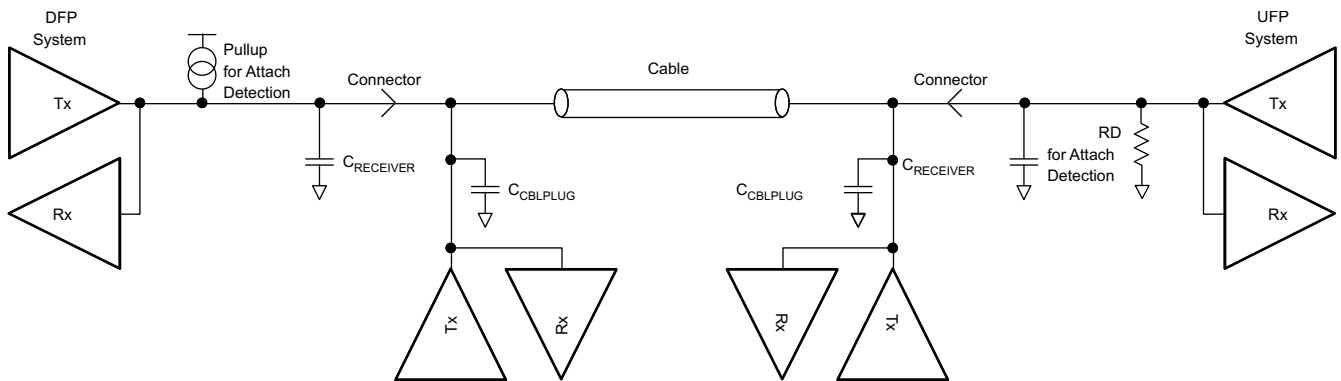 DFP
System
UFP
System
Pullup
for Attach
Detection
Connector
Cable
Connector
Tx
Tx
RD
for Attach
Detection
C_RECEIVER
C_RECEIVER
C_CBLPLUG
C_CBLPLUG
Rx
Rx
Tx
Rx
Rx
Tx